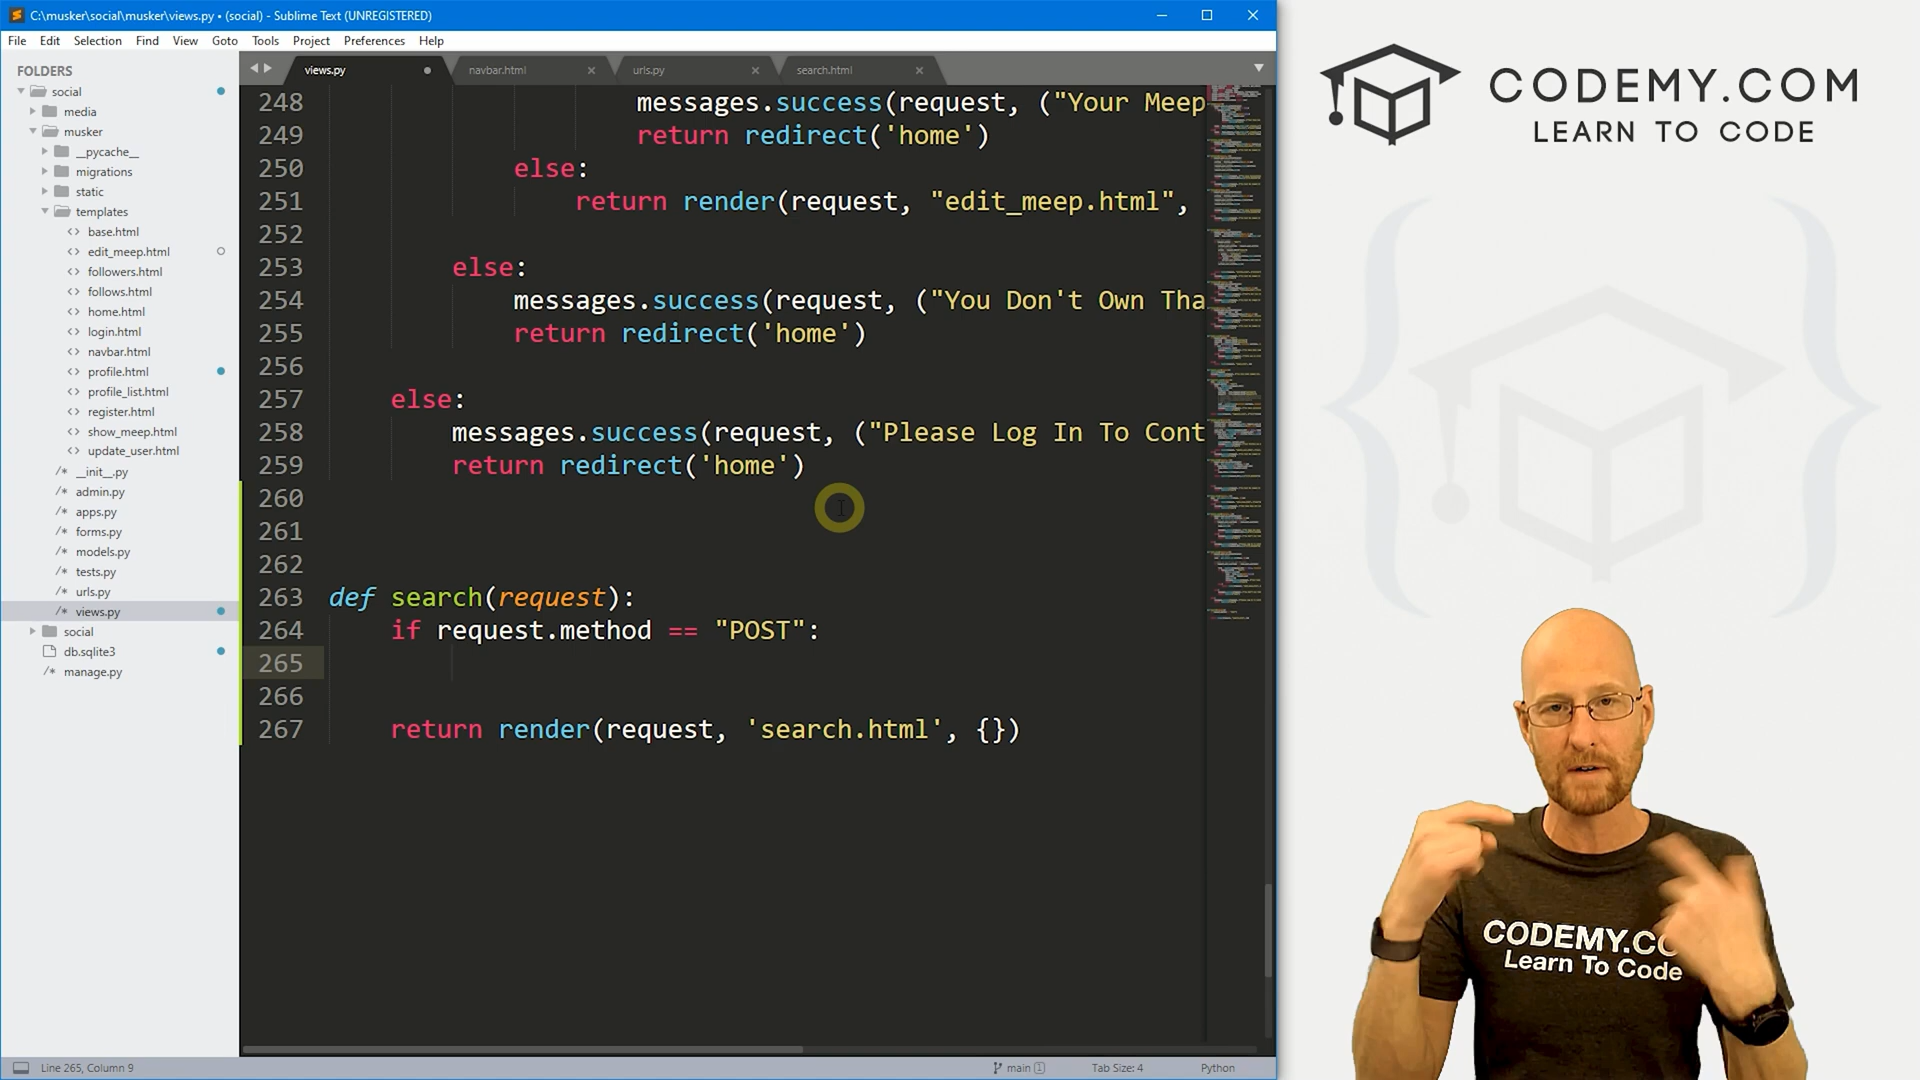 C:\musker\social\musker\views.py • (social) - Sublime Text (UNREGISTERED)
File Edit Selection Find View Goto Tools Project Preferences Help
FOLDERS
social
media
musker
__pycache__
migrations
static
templates
base.html
edit_meep.html
followers.html
follows.html
home.html
login.html
navbar.html
profile.html
profile_list.html
register.html
show_meep.html
update_user.html
__init__.py
admin.py
apps.py
forms.py
models.py
tests.py
urls.py
views.py
social
db.sqlite3
manage.py
views.py navbar.html urls.py search.html
248 messages.success(request, ("Your Meep
249 return redirect('home')
250 else:
251 return render(request, "edit_meep.html",
252
253 else:
254 messages.success(request, ("You Don't Own Tha
255 return redirect('home')
256
257 else:
258 messages.success(request, ("Please Log In To Cont
259 return redirect('home')
260
261
262
263 def search(request):
264 if request.method == "POST":
265
266
267 return render(request, 'search.html', {})
Line 265, Column 9 main 1 Tab Size: 4 Python
CODEMY.COM
LEARN TO CODE
CODEMY.CO
Learn To Code